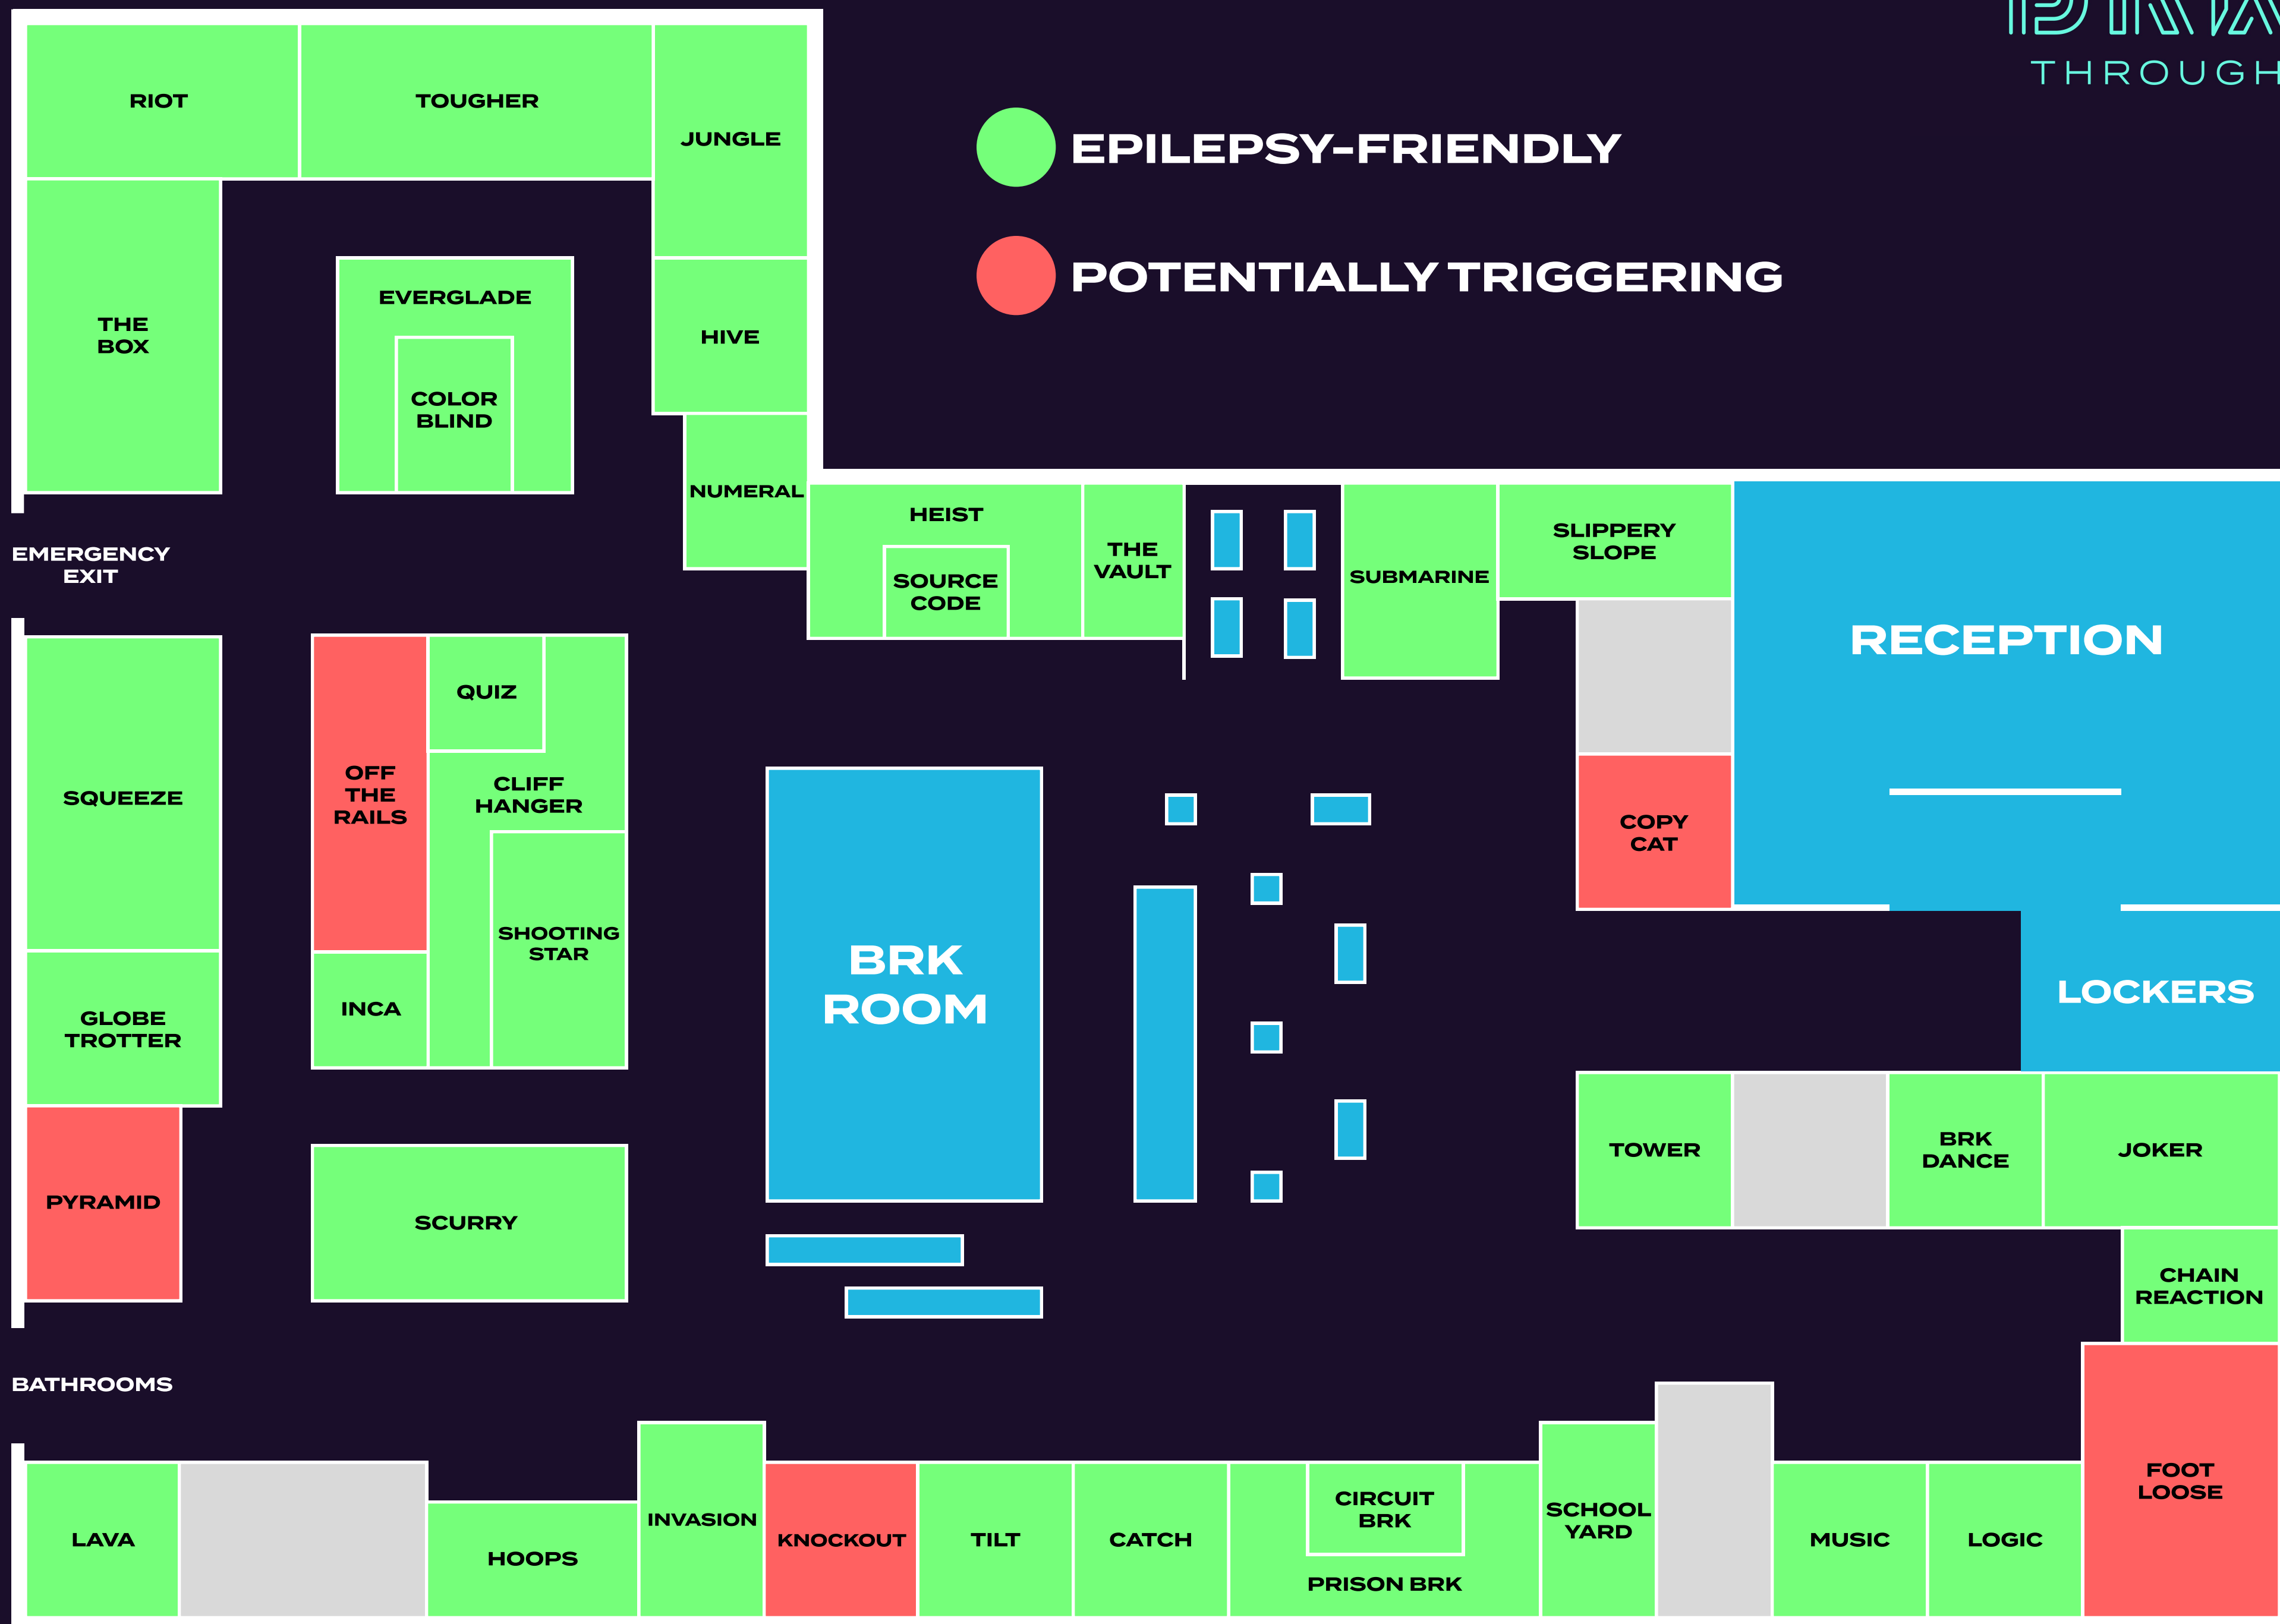 THROUGH
EPILEPSY-FRIENDLY
POTENTIALLY TRIGGERING
RIOT
TOUGHER
JUNGLE
THE
BOX
EVERGLADE
COLOR
BLIND
HIVE
NUMERAL
HEIST
SOURCE
CODE
THE
VAULT
SUBMARINE
SLIPPERY
SLOPE
RECEPTION
EMERGENCY
EXIT
SQUEEZE
OFF
THE
RAILS
QUIZ
CLIFF
HANGER
SHOOTING
STAR
INCA
GLOBE
TROTTER
PYRAMID
SCURRY
BRK
ROOM
COPY
CAT
LOCKERS
TOWER
BRK
DANCE
JOKER
CHAIN
REACTION
BATHROOMS
LAVA
HOOPS
INVASION
KNOCKOUT
TILT
CATCH
CIRCUIT
BRK
PRISON BRK
SCHOOL
YARD
MUSIC
LOGIC
FOOT
LOOSE